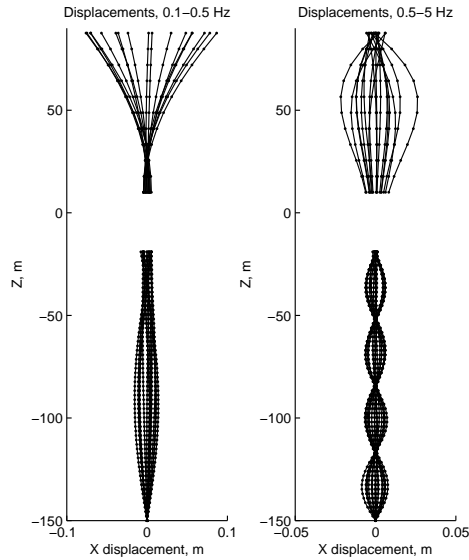 Displacements, 0.1−0.5 Hz
Displacements, 0.5−5 Hz
50
0
−50
−100
−150
Z, m
−0.1
0
0.1
X displacement, m
50
0
−50
−100
−150
Z, m
−0.05
0
0.05
X displacement, m